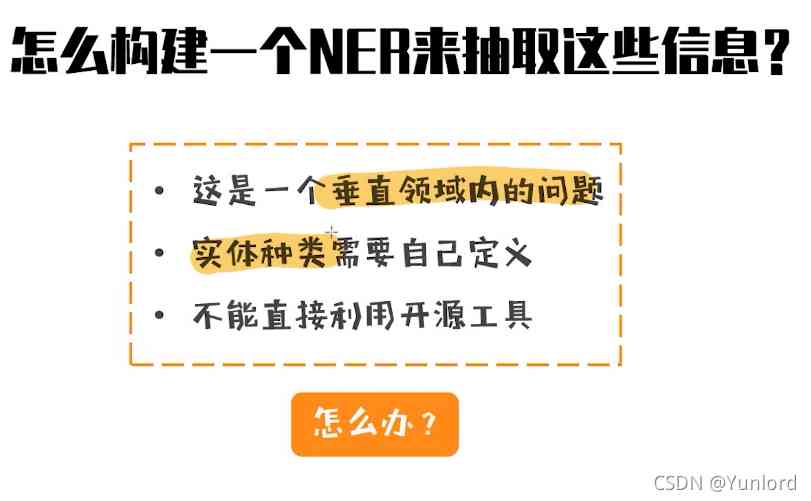 怎么构建一个NER来抽取这些信息？
• 这是一个垂直领域内的问题
• 实体种类需要自己定义
• 不能直接利用开源工具
怎么办？
CSDN @Yunlord